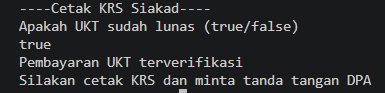 ----Cetak KRS Siakad----
Apakah UKT sudah lunas (true/false)
true
Pembayaran UKT terverifikasi
Silakan cetak KRS dan minta tanda tangan DPA